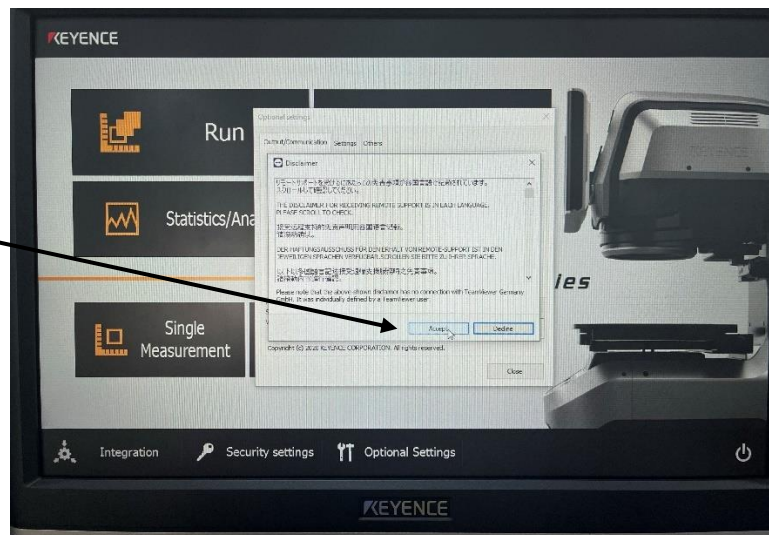 KEYENCE
Run
Statistics/Ana
Single
Measurement
ies
Optional settings
Output/Communication Settings Others
Disclaimer
THE DISCLAIMER FOR RECEIVING REMOTE SUPPORT IS IN EACH LANGUAGE.
PLEASE SCROLL TO CHECK.
DER HAFTUNGSAUSSCHUSS FÜR DEN ERHALT VON REMOTE-SUPPORT IST IN DEN
JEWEILIGEN SPRACHEN VERFÜGBAR. SCROLLEN SIE BITTE ZU IHRER SPRACHE.
Please note that the above shown disclaimer has no connection with TeamViewer Germany
GmbH. It was individually defined by a TeamViewer user
Accept Decline
Copyright (c) 2020 KEYENCE CORPORATION. All rights reserved.
Close
Integration Security settings Optional Settings
KEYENCE